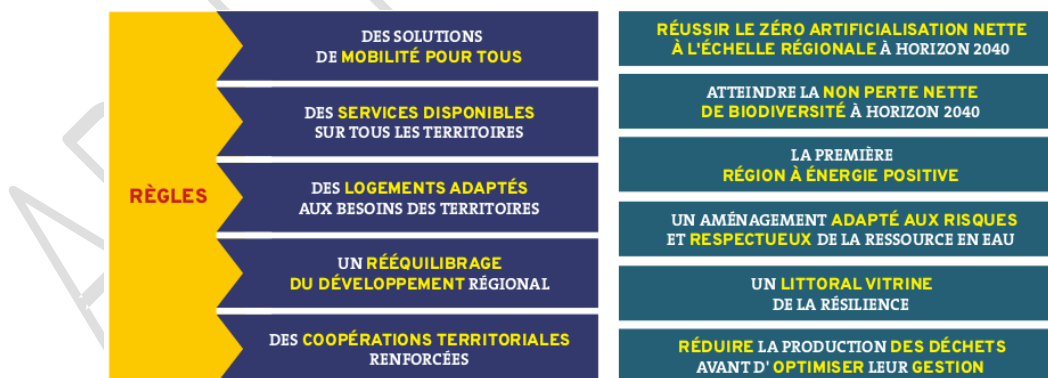 RÈGLES
DES SOLUTIONS
DE MOBILITÉ POUR TOUS
DES SERVICES DISPONIBLES
SUR TOUS LES TERRITOIRES
DES LOGEMENTS ADAPTÉS
AUX BESOINS DES TERRITOIRES
UN RÉÉQUILIBRAGE
DU DÉVELOPPEMENT RÉGIONAL
DES COOPÉRATIONS TERRITORIALES
RENFORCÉES
RÉUSSIR LE ZÉRO ARTIFICIALISATION NETTE
À L'ÉCHELLE RÉGIONALE À HORIZON 2040
ATTEINDRE LA NON PERTE NETTE
DE BIODIVERSITÉ À HORIZON 2040
LA PREMIÈRE
RÉGION À ÉNERGIE POSITIVE
UN AMÉNAGEMENT ADAPTÉ AUX RISQUES
ET RESPECTUEUX DE LA RESSOURCE EN EAU
UN LITTORAL VITRINE
DE LA RÉSILIENCE
RÉDUIRE LA PRODUCTION DES DÉCHETS
AVANT D' OPTIMISER LEUR GESTION